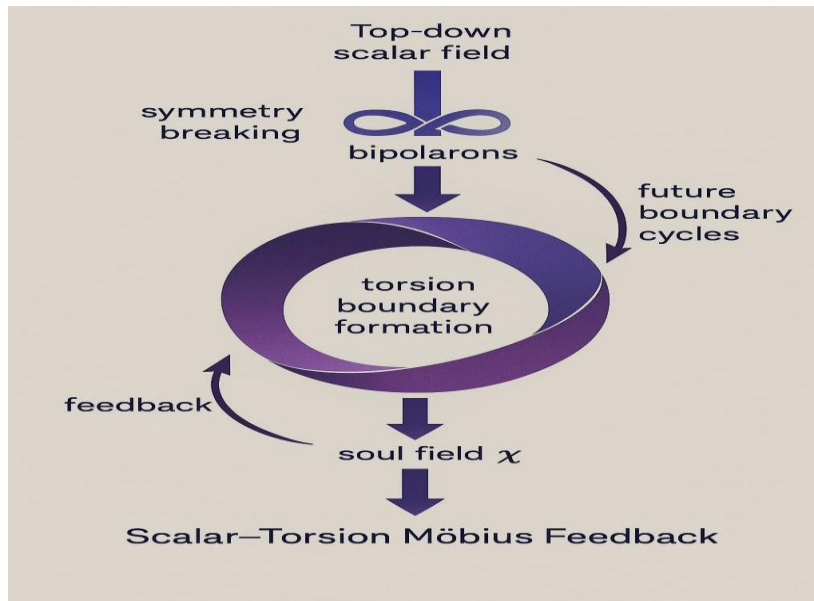 Top-down
scalar field
symmetry
breaking
bipolarons
future
boundary
cycles
torsion
boundary
formation
feedback
soul field x
Scalar–Torsion Möbius Feedback